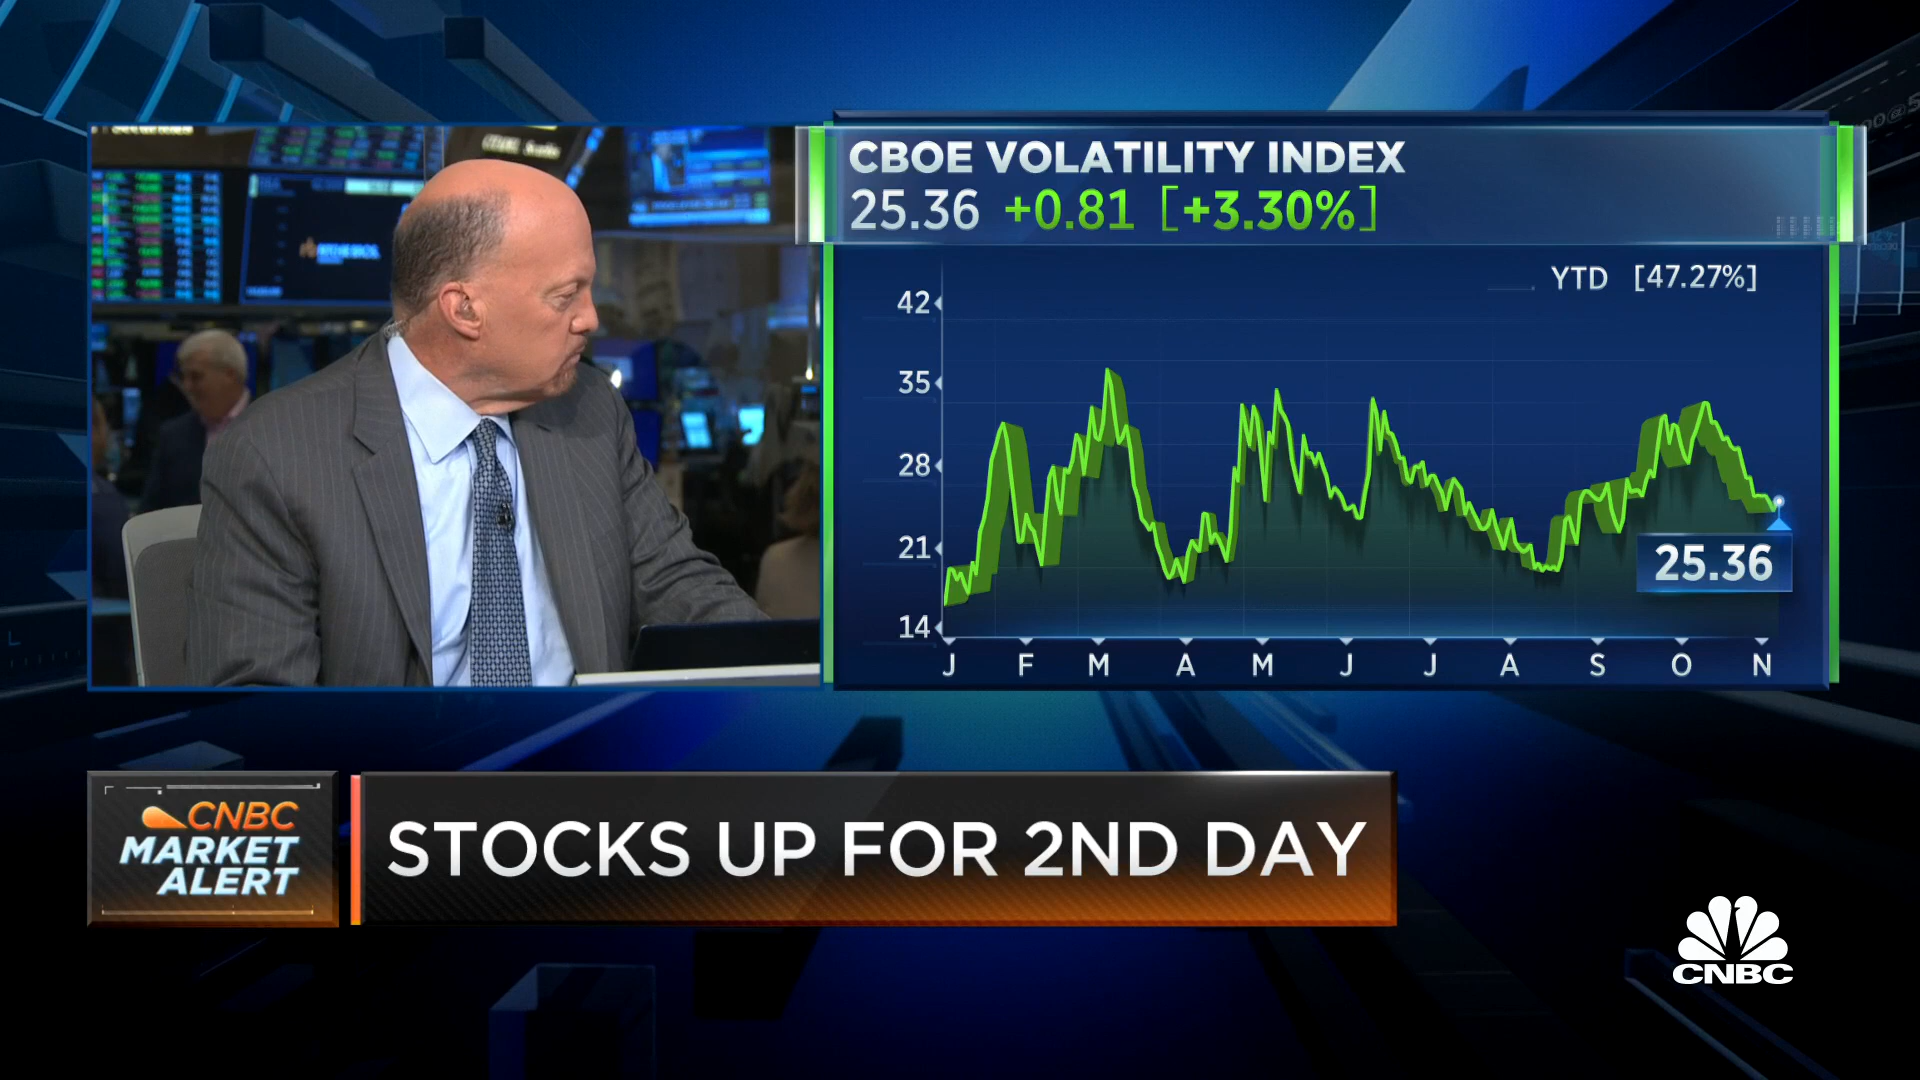 CBOE VOLATILITY INDEX
25.36 +0.81 [+3.30%]
YTD [47.27%]
42
35
28
21
14
25.36
J F M A M J J A S O N
CNBC
MARKET
ALERT
STOCKS UP FOR 2ND DAY
CNBC